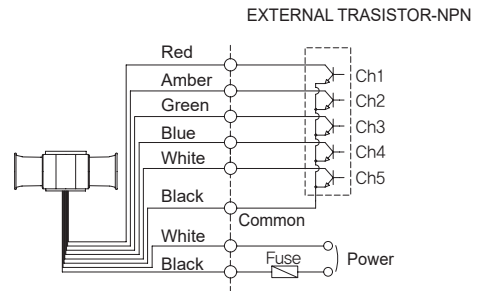 EXTERNAL TRASISTOR-NPN
Red
Ch1
Amber
Ch2
Green
Ch3
Blue
Ch4
White
Ch5
Black
Common
White
Fuse
Power
Black